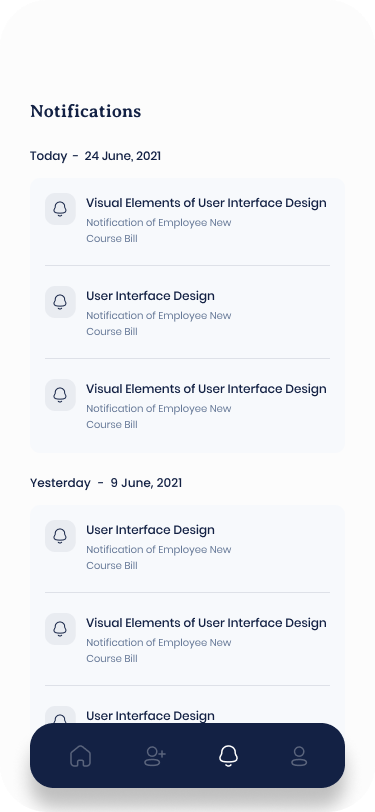 Notifications
Today - 24 June, 2021
Visual Elements of User Interface Design
Notification of Employee New
Course Bill
User Interface Design
Notification of Employee New
Course Bill
Visual Elements of User Interface Design
Notification of Employee New
Course Bill
Yesterday - 9 June, 2021
User Interface Design
Notification of Employee New
Course Bill
Visual Elements of User Interface Design
Notification of Employee New
Course Bill
User Interface Design